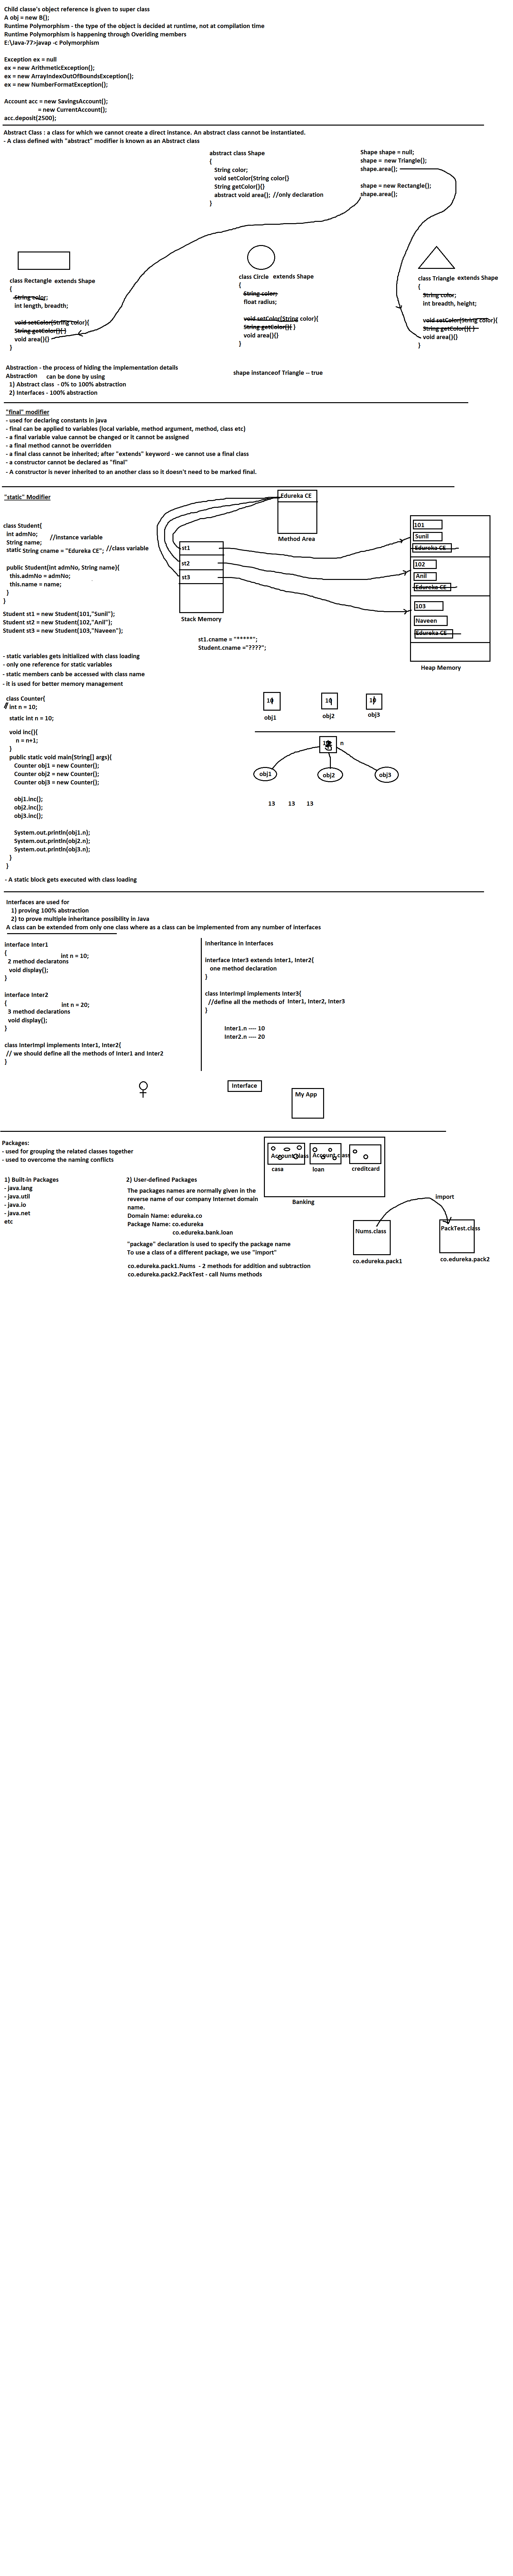 Child classe's object reference is given to super class
A obj = new B();
Runtime Polymorphism - the type of the object is decided at runtime, not at compilation time
Runtime Polymorphism is happening through Overiding members
E:\Java-77>javap -c Polymorphism
Exception ex = null
ex = new ArithmeticException();
ex = new ArrayIndexOutOfBoundsException();
ex = new NumberFormatException();
Account acc = new SavingsAccount();
= new CurrentAccount();
acc.deposit(2500);
Abstract Class : a class for which we cannot create a direct instance. An abstract class cannot be instantiated.
- A class defined with "abstract" modifier is known as an Abstract class
abstract class Shape
{
String color;
void setColor(String color{}
String getColor(){}
abstract void area(); //only declaration
}
Shape shape = null;
shape = new Triangle();
shape.area();
shape = new Rectangle();
shape.area();
class Rectangle extends Shape
{
String color;
int length, breadth;
void setColor(String color){
String getColor(){ }
void area(){}
}
class Circle extends Shape
{
String color;
float radius;
void setColor(String color){
String getColor(){ }
void area(){}
}
class Triangle extends Shape
{
String color;
int breadth, height;
void setColor(String color){
String getColor(){ }
void area(){}
}
Abstraction - the process of hiding the implementation details
Abstraction can be done by using
1) Abstract class - 0% to 100% abstraction
2) Interfaces - 100% abstraction
shape instanceof Triangle -- true
"final" modifier
- used for declaring constants in java
- final can be applied to variables (local variable, method argument, method, class etc)
- a final variable value cannot be changed or it cannot be assigned
- a final method cannot be overridden
- a final class cannot be inherited; after "extends" keyword - we cannot use a final class
- a constructor cannot be declared as "final"
- A constructor is never inherited to an another class so it doesn't need to be marked final.
"static" Modifier
class Student{
int admNo; //instance variable
String name;
static String cname = "Edureka CE"; //class variable
public Student(int admNo, String name){
this.admNo = admNo;
this.name = name;
}
}
Student st1 = new Student(101,"Sunil");
Student st2 = new Student(102,"Anil");
Student st3 = new Student(103,"Naveen");
Edureka CE
Method Area
st1
st2
st3
Stack Memory
101
Sunil
Edureka CE
102
Anil
Edureka CE
103
Naveen
Edureka CE
Heap Memory
st1.cname = "*****";
Student.cname ="????";
- static variables gets initialized with class loading
- only one reference for static variables
- static members canb be accessed with class name
- it is used for better memory management
class Counter{
// int n = 10;
static int n = 10;
void inc(){
n = n+1;
}
public static void main(String[] args){
Counter obj1 = new Counter();
Counter obj2 = new Counter();
Counter obj3 = new Counter();
obj1.inc();
obj2.inc();
obj3.inc();
System.out.println(obj1.n);
System.out.println(obj2.n);
System.out.println(obj3.n);
}
}
10
obj1
10
obj2
10
obj3
n
obj1
obj2
obj3
13 13 13
- A static block gets executed with class loading
Interfaces are used for
1) proving 100% abstraction
2) to prove multiple inheritance possibility in Java
A class can be extended from only one class where as a class can be implemented from any number of interfaces
interface Inter1
{ int n = 10;
2 method declaratons
void display();
}
interface Inter2
{ int n = 20;
3 method declarations
void display();
}
class InterImpl implements Inter1, Inter2{
// we should define all the methods of Inter1 and Inter2
}
Inheritance in Interfaces
interface Inter3 extends Inter1, Inter2{
one method declaration
}
class InterImpl implements Inter3{
//define all the methods of Inter1, Inter2, Inter3
}
Inter1.n ---- 10
Inter2.n ---- 20
Interface
My App
Packages:
- used for grouping the related classes together
- used to overcome the naming conflicts
1) Built-in Packages
- java.lang
- java.util
- java.io
- java.net
etc
2) User-defined Packages
The packages names are normally given in the
reverse name of our company Internet domain
name.
Domain Name: edureka.co
Package Name: co.edureka
co.edureka.bank.loan
"package" declaration is used to specify the package name
To use a class of a different package, we use "import"
co.edureka.pack1.Nums - 2 methods for addition and subtraction
co.edureka.pack2.PackTest - call Nums methods
Account.class
Account.class
casa
loan
creditcard
Banking
import
Nums.class
PackTest.class
co.edureka.pack1
co.edureka.pack2